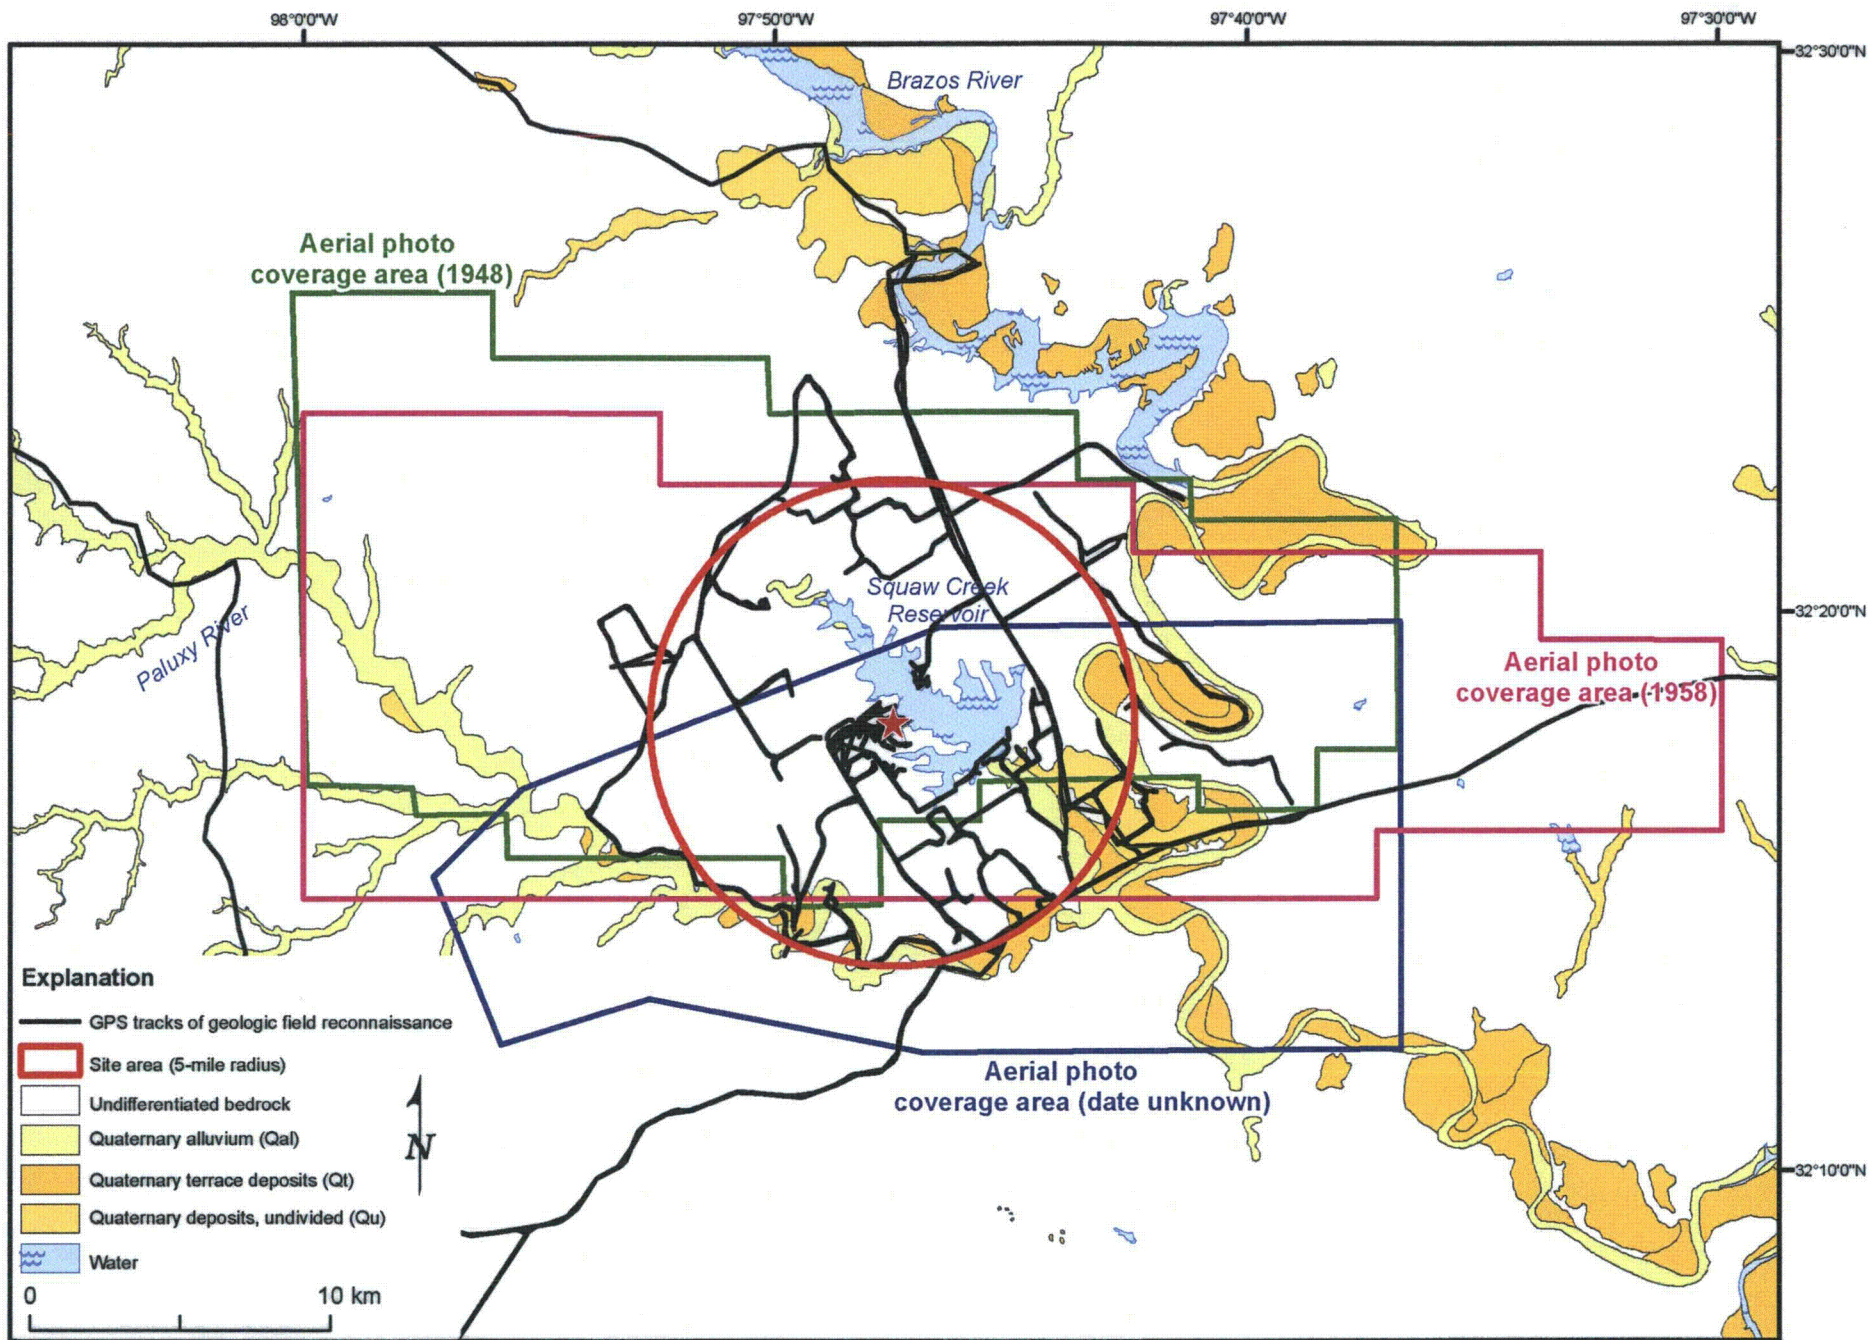 98°0'0"W
97°50'0"W
97°40'0"W
97°30'0"W
32°30'0"N
Brazos River
Aerial photo
coverage area (1948)
Squaw Creek
Reservoir
32°20'0"N
Paluxy River
Aerial photo
coverage area (1958)
Explanation
GPS tracks of geologic field reconnaissance
Site area (5-mile radius)
Undifferentiated bedrock
Quaternary alluvium (Qal)
Quaternary terrace deposits (Qt)
Quaternary deposits, undivided (Qu)
Water
N
Aerial photo
coverage area (date unknown)
32°10'0"N
0 10 km